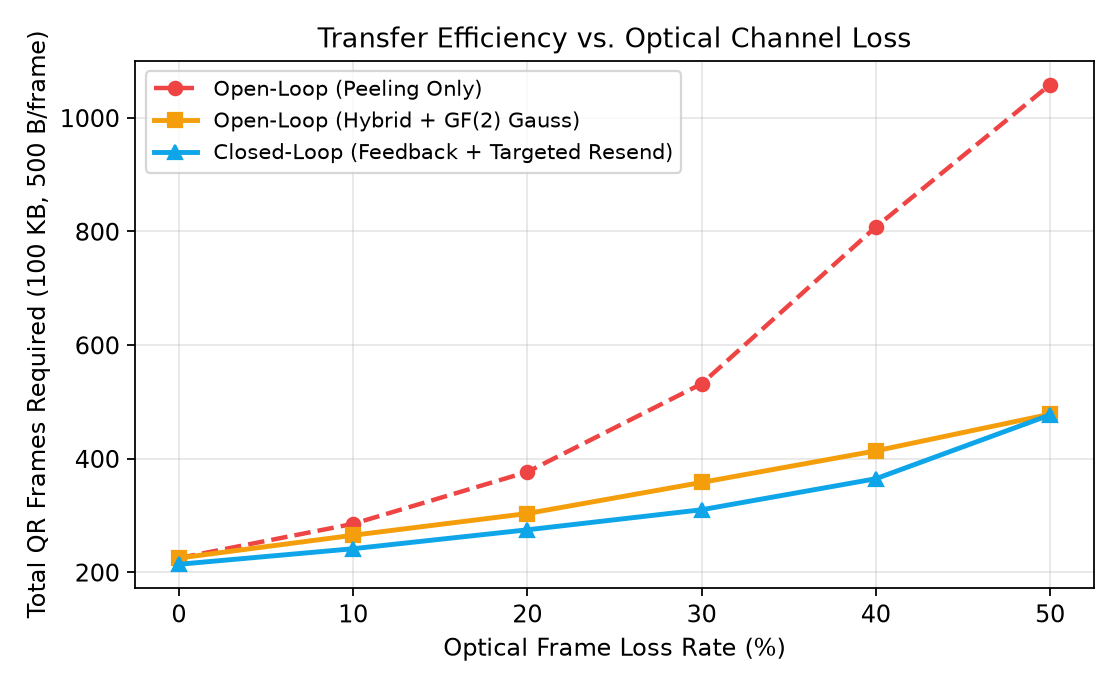 Transfer Efficiency vs. Optical Channel Loss
Total QR Frames Required (100 KB, 500 B/frame)
Open-Loop (Peeling Only)
Open-Loop (Hybrid + GF(2) Gauss)
Closed-Loop (Feedback + Targeted Resend)
1000
800
600
400
200
0 10 20 30 40 50
Optical Frame Loss Rate (%)